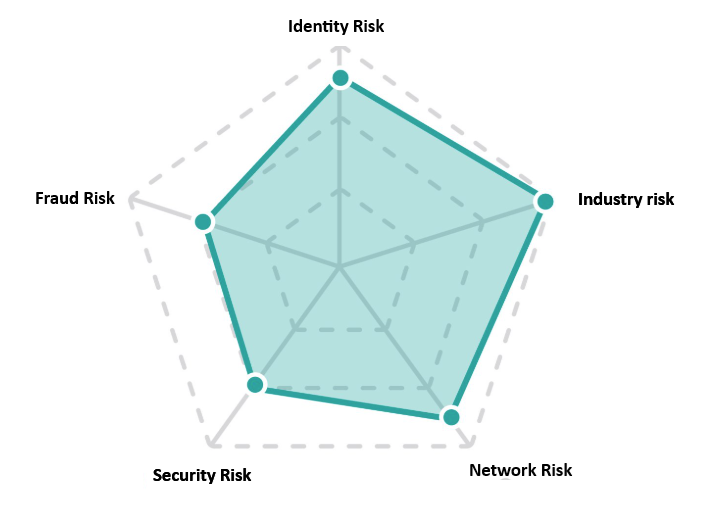 Identity Risk
Fraud Risk
Industry risk
Security Risk
Network Risk